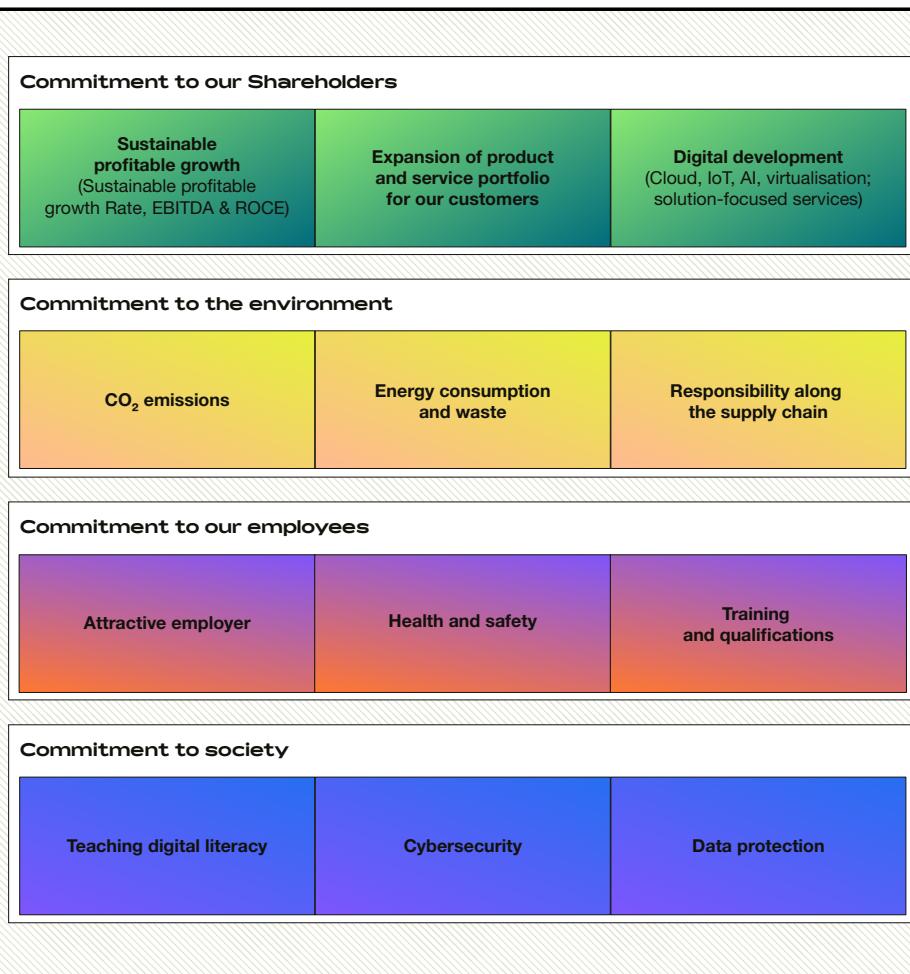 Commitment to our Shareholders
Sustainable
profitable growth
(Sustainable profitable
growth Rate, EBITDA & ROCE)
Expansion of product
and service portfolio
for our customers
Digital development
(Cloud, IoT, AI, virtualisation;
solution-focused services)
Commitment to the environment
CO₂ emissions
Energy consumption
and waste
Responsibility along
the supply chain
Commitment to our employees
Attractive employer
Health and safety
Training
and qualifications
Commitment to society
Teaching digital literacy
Cybersecurity
Data protection